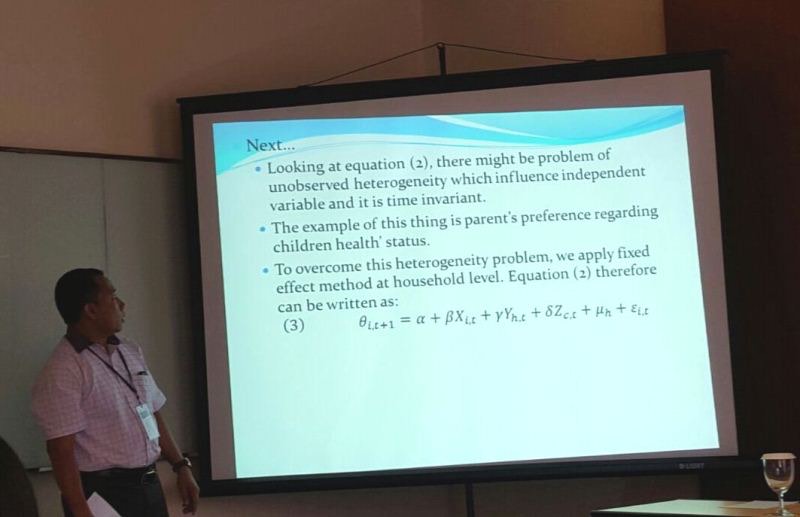 Next...
• Looking at equation (2), there might be problem of
unobserved heterogeneity which influence independent
variable and it is time invariant.
• The example of this thing is parent's preference regarding
children health' status.
• To overcome this heterogeneity problem, we apply fixed
effect method at household level. Equation (2) therefore
can be written as:
(3) θᵢ,ₜ₊₁ = α + βXᵢ,ₜ + γYₕ,ₜ + δZ_c,ₜ + μₕ + εᵢ,ₜ